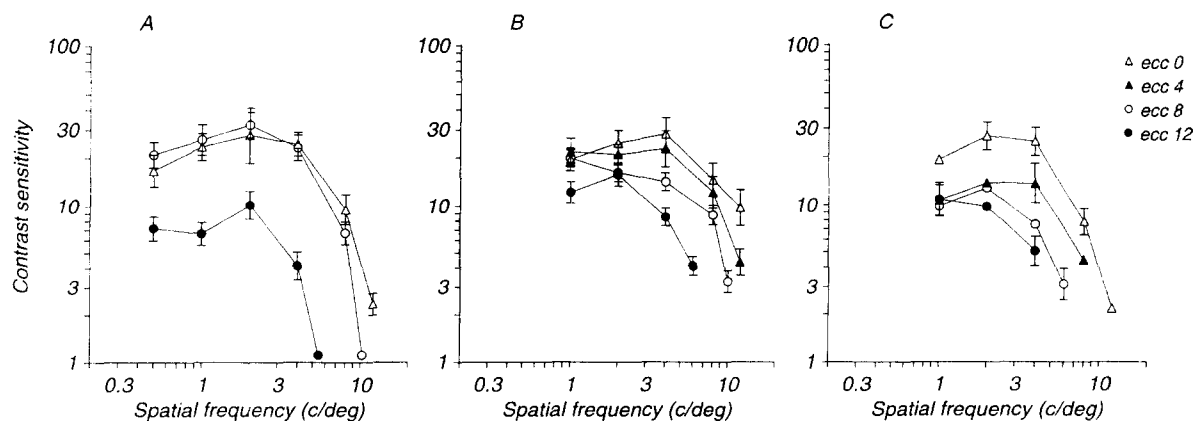 A
B
C
100
30
10
3
1
100
30
10
3
1
100
30
10
3
1
Contrast sensitivity
0.3 1 3 10
0.3 1 3 10
0.3 1 3 10
Spatial frequency (c/deg)
Spatial frequency (c/deg)
Spatial frequency (c/deg)
ecc 0
ecc 4
ecc 8
ecc 12